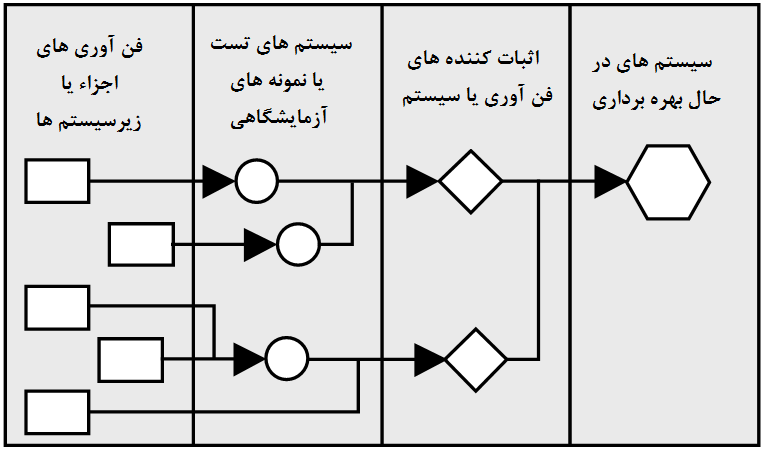 فن آوری های
اجزاء یا
زیرسیستم ها
سیستم های تست
یا نمونه های
آزمایشگاهی
اثبات کننده های
فن آوری یا سیستم
سیستم های در
حال بهره برداری